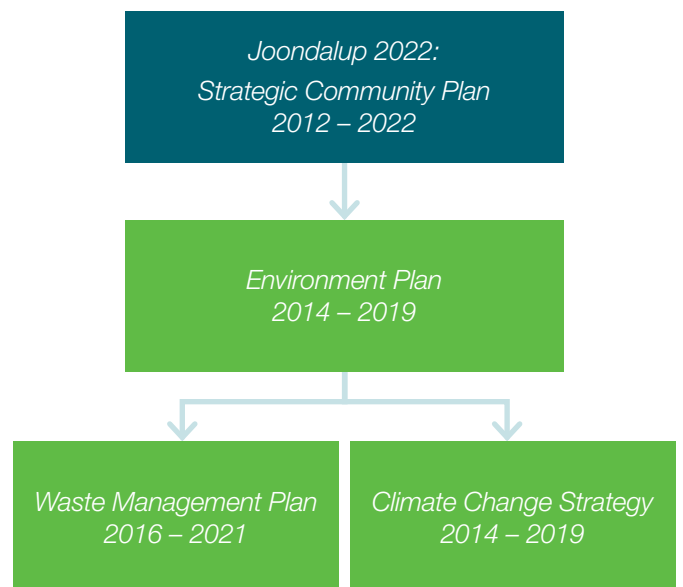 Joondalup 2022:
Strategic Community Plan
2012 – 2022
Environment Plan
2014 – 2019
Waste Management Plan
2016 – 2021
Climate Change Strategy
2014 – 2019